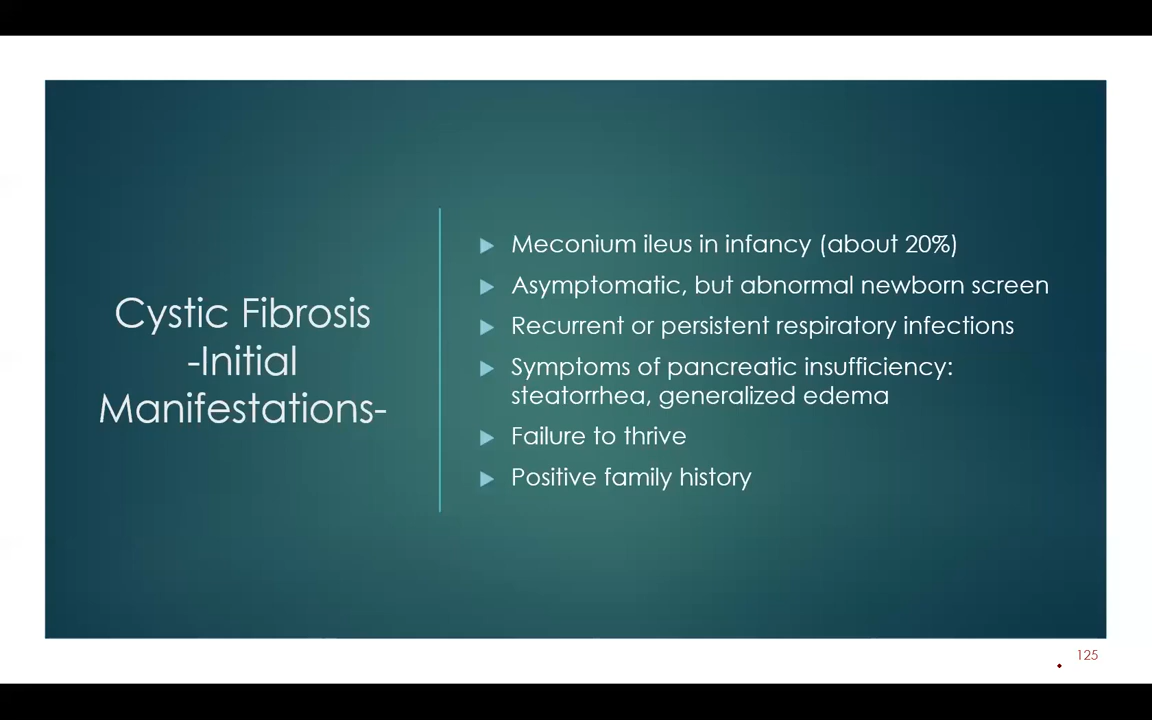 Cystic Fibrosis
-Initial
Manifestations-
Meconium ileus in infancy (about 20%)
Asymptomatic, but abnormal newborn screen
Recurrent or persistent respiratory infections
Symptoms of pancreatic insufficiency:
steatorrhea, generalized edema
Failure to thrive
Positive family history
125